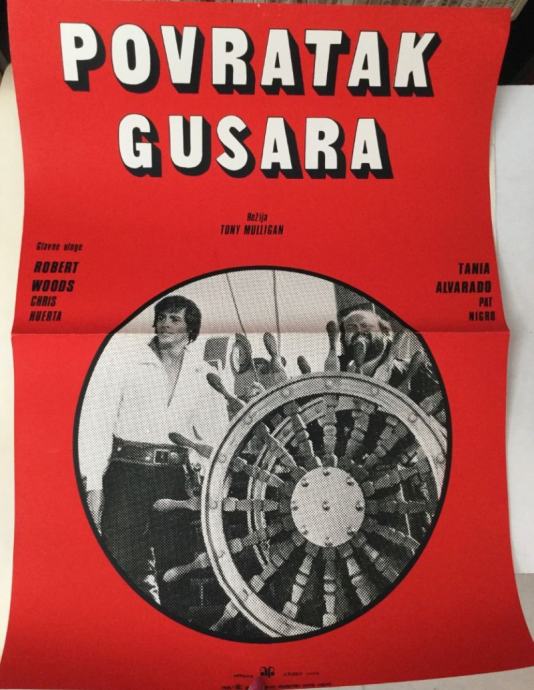 POVRATAK
GUSARA
Režija
TONY MULLIGAN
Glavne uloge
ROBERT
WOODS
CHRIS
HUERTA
TANIA
ALVARADO
PAT
NIGRO